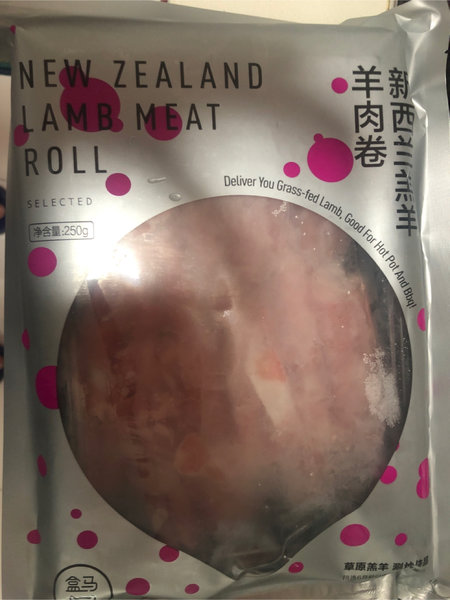 NEW ZEALAND
LAMB MEAT
ROLL
SELECTED
净含量:250g
新西兰羔羊
羊肉卷
Deliver You Grass-fed Lamb, Good For Hot Pot And Bbq!
草原羔羊
盒马